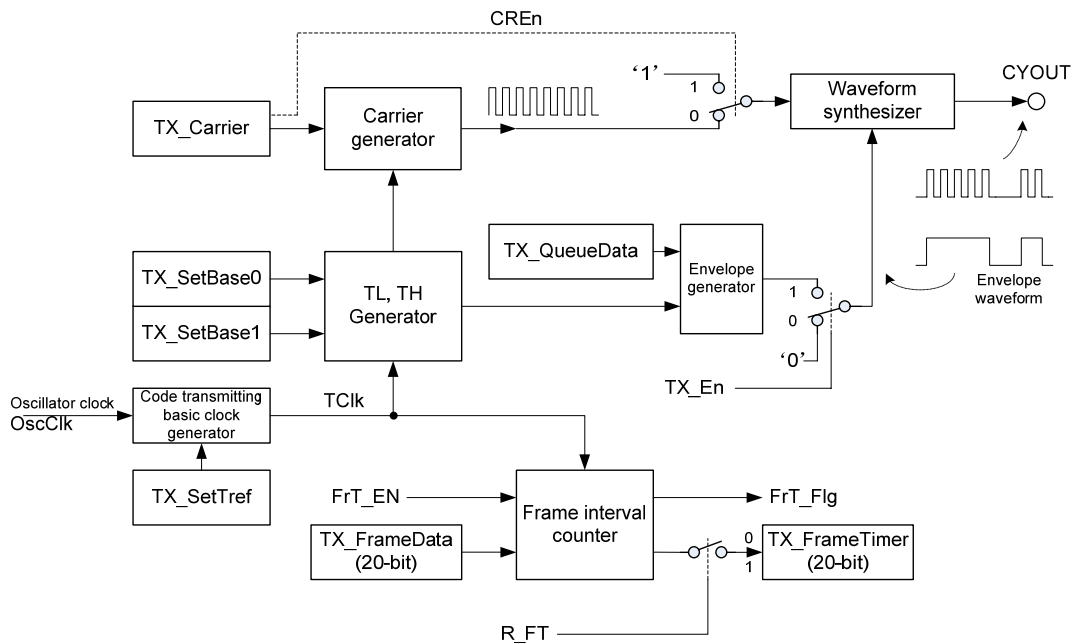 CREn
‘1’
1
0
CYOUT
TX_Carrier
Carrier
generator
Waveform
synthesizer
TX_SetBase0
TX_SetBase1
TL, TH
Generator
TX_QueueData
Envelope
generator
1
0
‘0’
Envelope
waveform
TX_En
Oscillator clock
OscClk
Code transmitting
basic clock
generator
TClk
TX_SetTref
FrT_EN
TX_FrameData
(20-bit)
Frame interval
counter
FrT_Flg
0
1
TX_FrameTimer
(20-bit)
R_FT